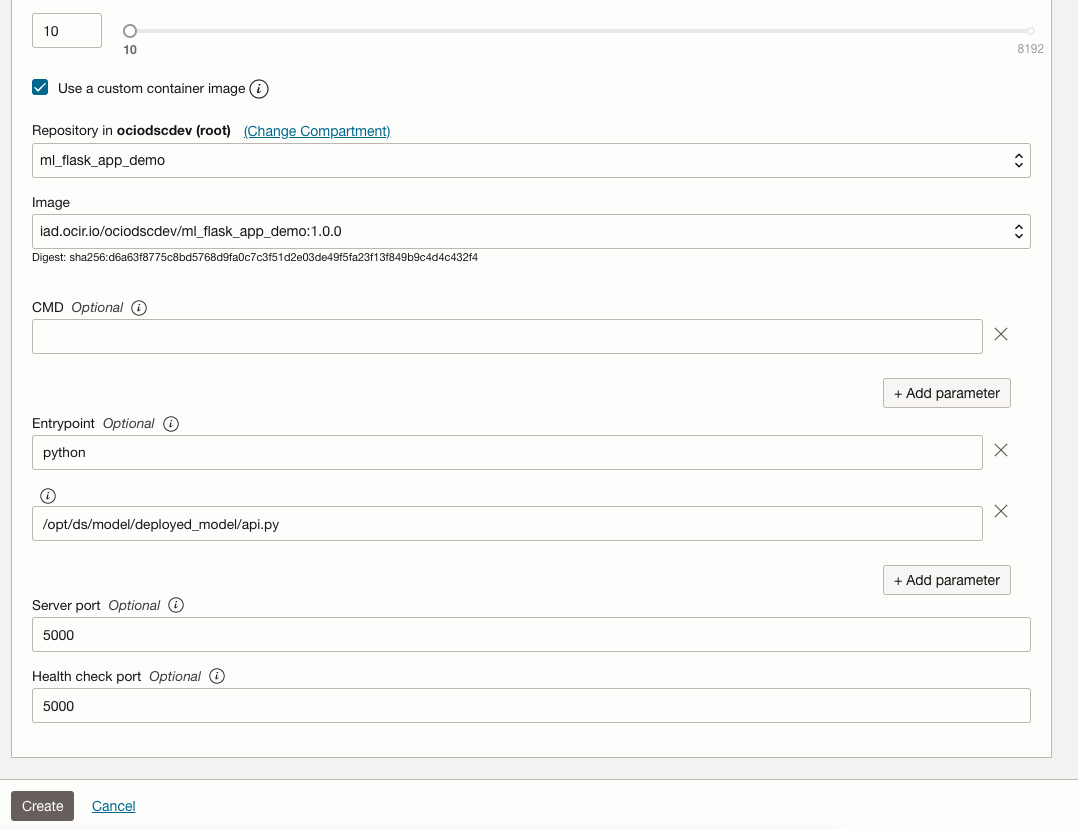 10
10
8192
Use a custom container image
Repository in ociodscdev (root) (Change Compartment)
ml_flask_app_demo
Image
iad.ocir.io/ociodscdev/ml_flask_app_demo:1.0.0
Digest: sha256:d6a63f8775c8bd5768d9fa0c7c3f51d2e03de49f5fa23f13f849b9c4d4c432f4
CMD Optional i
+ Add parameter
Entrypoint Optional i
python
i
/opt/ds/model/deployed_model/api.py
+ Add parameter
Server port Optional i
5000
Health check port Optional i
5000
Create Cancel